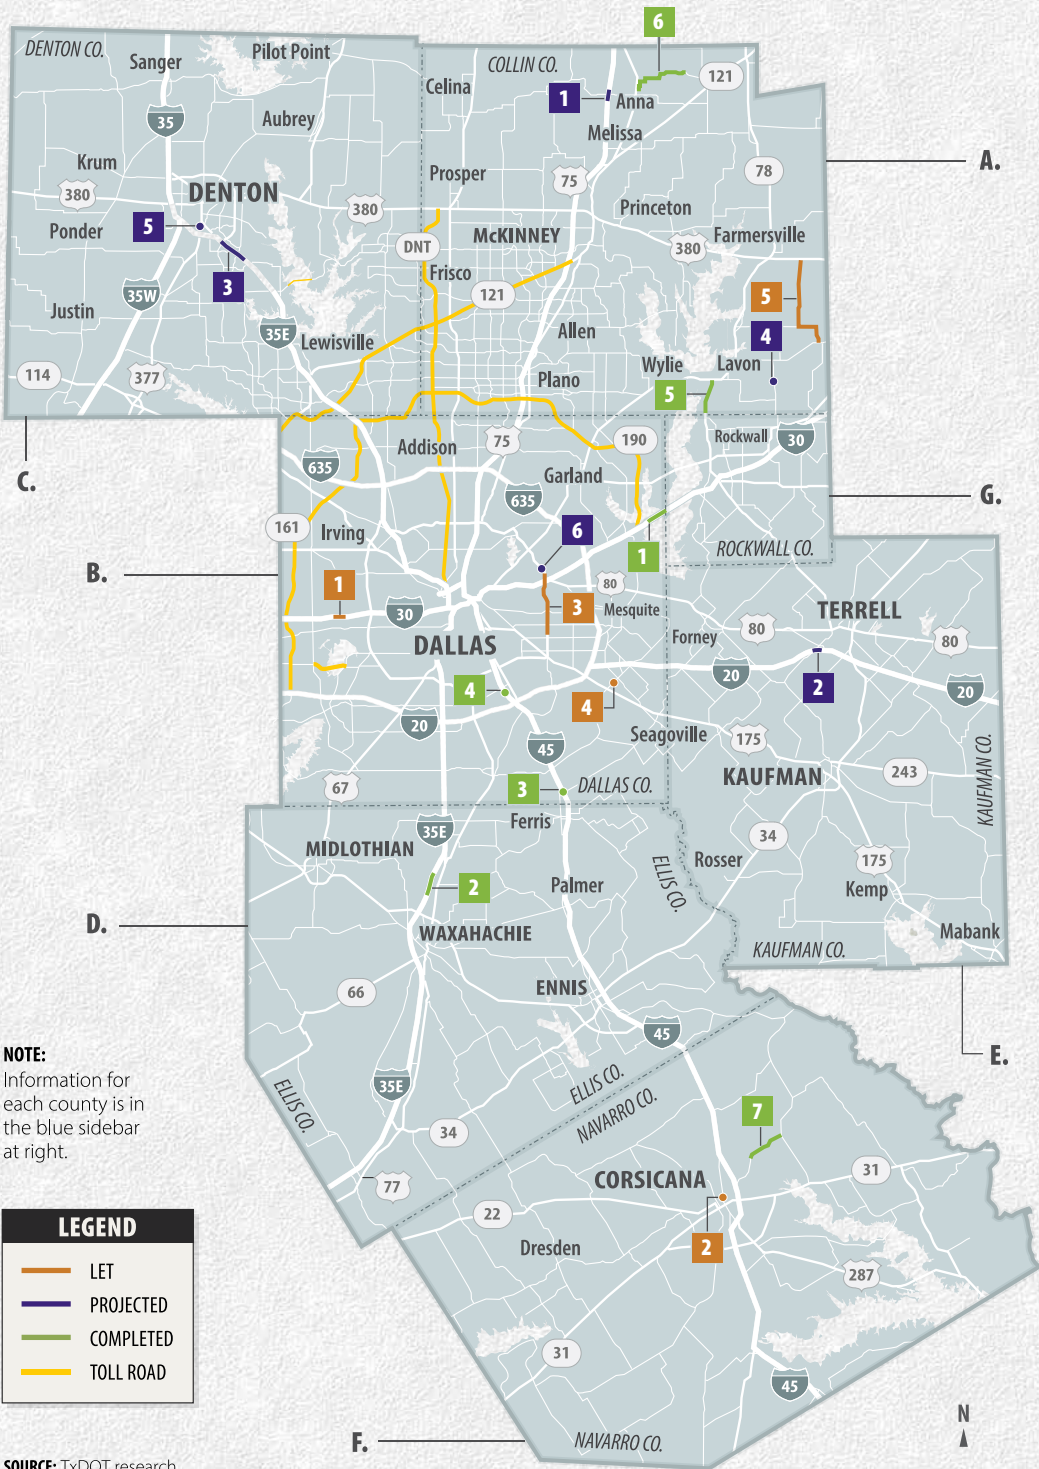 6
DENTON CO.
Pilot Point
Sanger
COLLIN CO.
121
Celina
1
Anna
35
Aubrey
Melissa
A.
Krum
78
Prosper
75
380
DENTON
380
Princeton
5
Ponder
McKINNEY
Farmersville
DNT
380
Frisco
3
35W
121
5
Justin
35E
Allen
4
Lewisville
Wylie
Lavon
114
377
Plano
5
C.
Addison
75
190
Rockwall
30
635
Garland
635
G.
161
Irving
6
1
ROCKWALL CO.
B.
1
80
30
3
Mesquite
TERRELL
Forney
80
80
DALLAS
4
20
2
20
4
20
Seagoville
175
45
KAUFMAN
243
KAUFMAN CO.
67
3
DALLAS CO.
Ferris
35E
34
MIDLOTHIAN
Rosser
175
ELLIS CO.
2
Palmer
Kemp
D.
WAXAHACHIE
Mabank
KAUFMAN CO.
ENNIS
66
45
E.
NOTE:
Information for
each county is in
the blue sidebar
at right.
35E
ELLIS CO.
ELLIS CO.
NAVARRO CO.
7
34
31
77
CORSICANA
22
LEGEND
LET
PROJECTED
COMPLETED
TOLL ROAD
Dresden
2
287
31
45
N
F.
NAVARRO CO.
SOURCE: TxDOT research